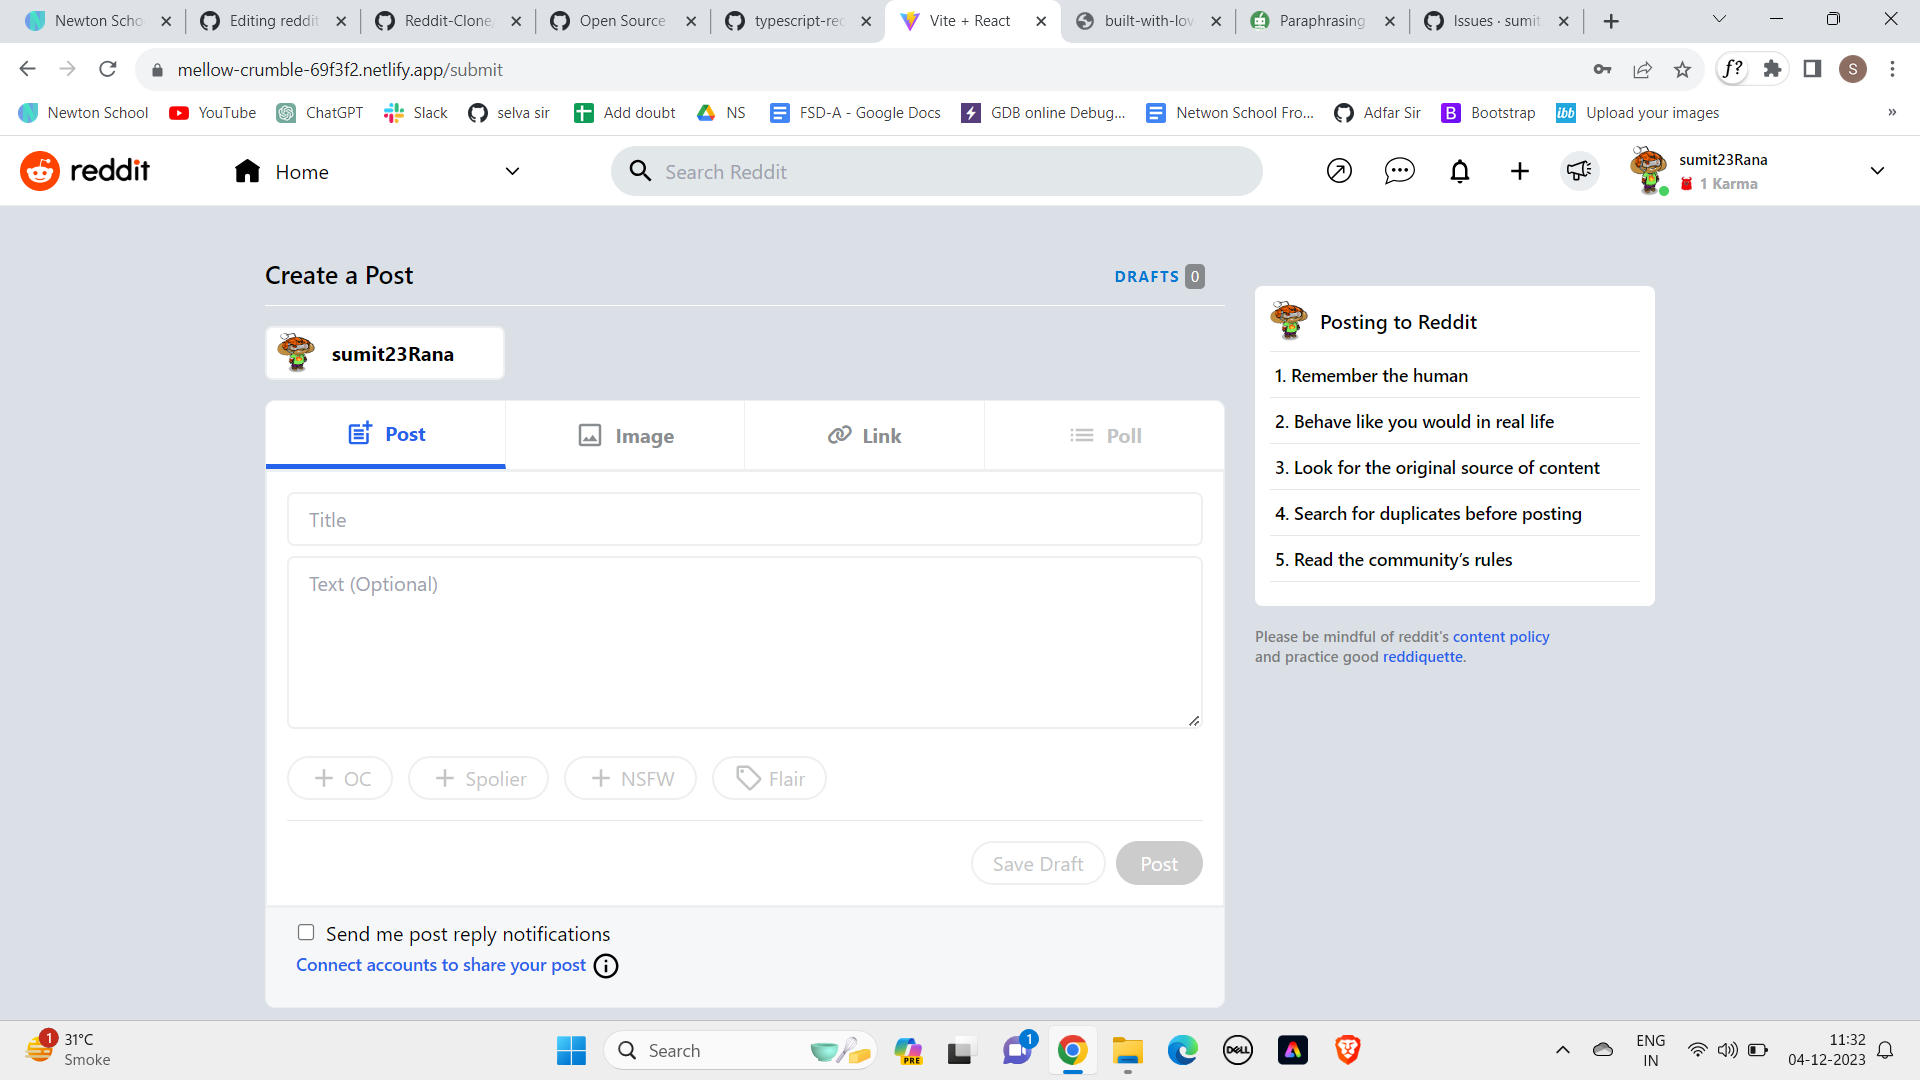 Newton Scho
Editing reddit
Reddit-Clone/
Open Source
typescript-rec
Vite + React
built-with-lov
Paraphrasing
Issues · sumit
mellow-crumble-69f3f2.netlify.app/submit
f?
S
Newton School
YouTube
ChatGPT
Slack
selva sir
Add doubt
NS
FSD-A - Google Docs
GDB online Debug...
Netwon School Fro...
Adfar Sir
B Bootstrap
ibb Upload your images
»
reddit
Home
Search Reddit
sumit23Rana
1 Karma
Create a Post
DRAFTS 0
sumit23Rana
Post
Image
Link
Poll
Title
Text (Optional)
OC
Spolier
NSFW
Flair
Save Draft
Post
Send me post reply notifications
Connect accounts to share your post
Posting to Reddit
1. Remember the human
2. Behave like you would in real life
3. Look for the original source of content
4. Search for duplicates before posting
5. Read the community's rules
Please be mindful of reddit's content policy
and practice good reddiquette.
1
31°C
Smoke
Search
PRE
1
DELL
ENG
IN
11:32
04-12-2023